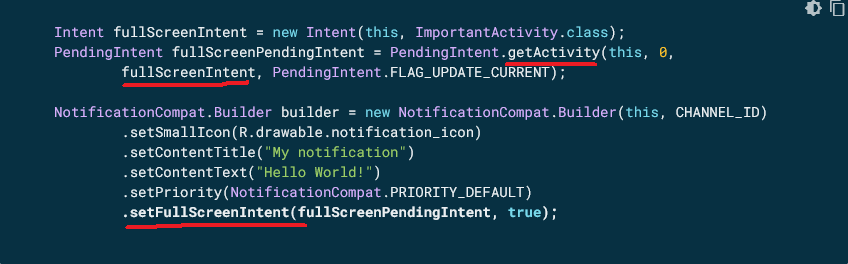 Intent fullScreenIntent = new Intent(this, ImportantActivity.class);
PendingIntent fullScreenPendingIntent = PendingIntent.getActivity(this, 0,
        fullScreenIntent, PendingIntent.FLAG_UPDATE_CURRENT);

NotificationCompat.Builder builder = new NotificationCompat.Builder(this, CHANNEL_ID)
        .setSmallIcon(R.drawable.notification_icon)
        .setContentTitle("My notification")
        .setContentText("Hello World!")
        .setPriority(NotificationCompat.PRIORITY_DEFAULT)
        .setFullScreenIntent(fullScreenPendingIntent, true);